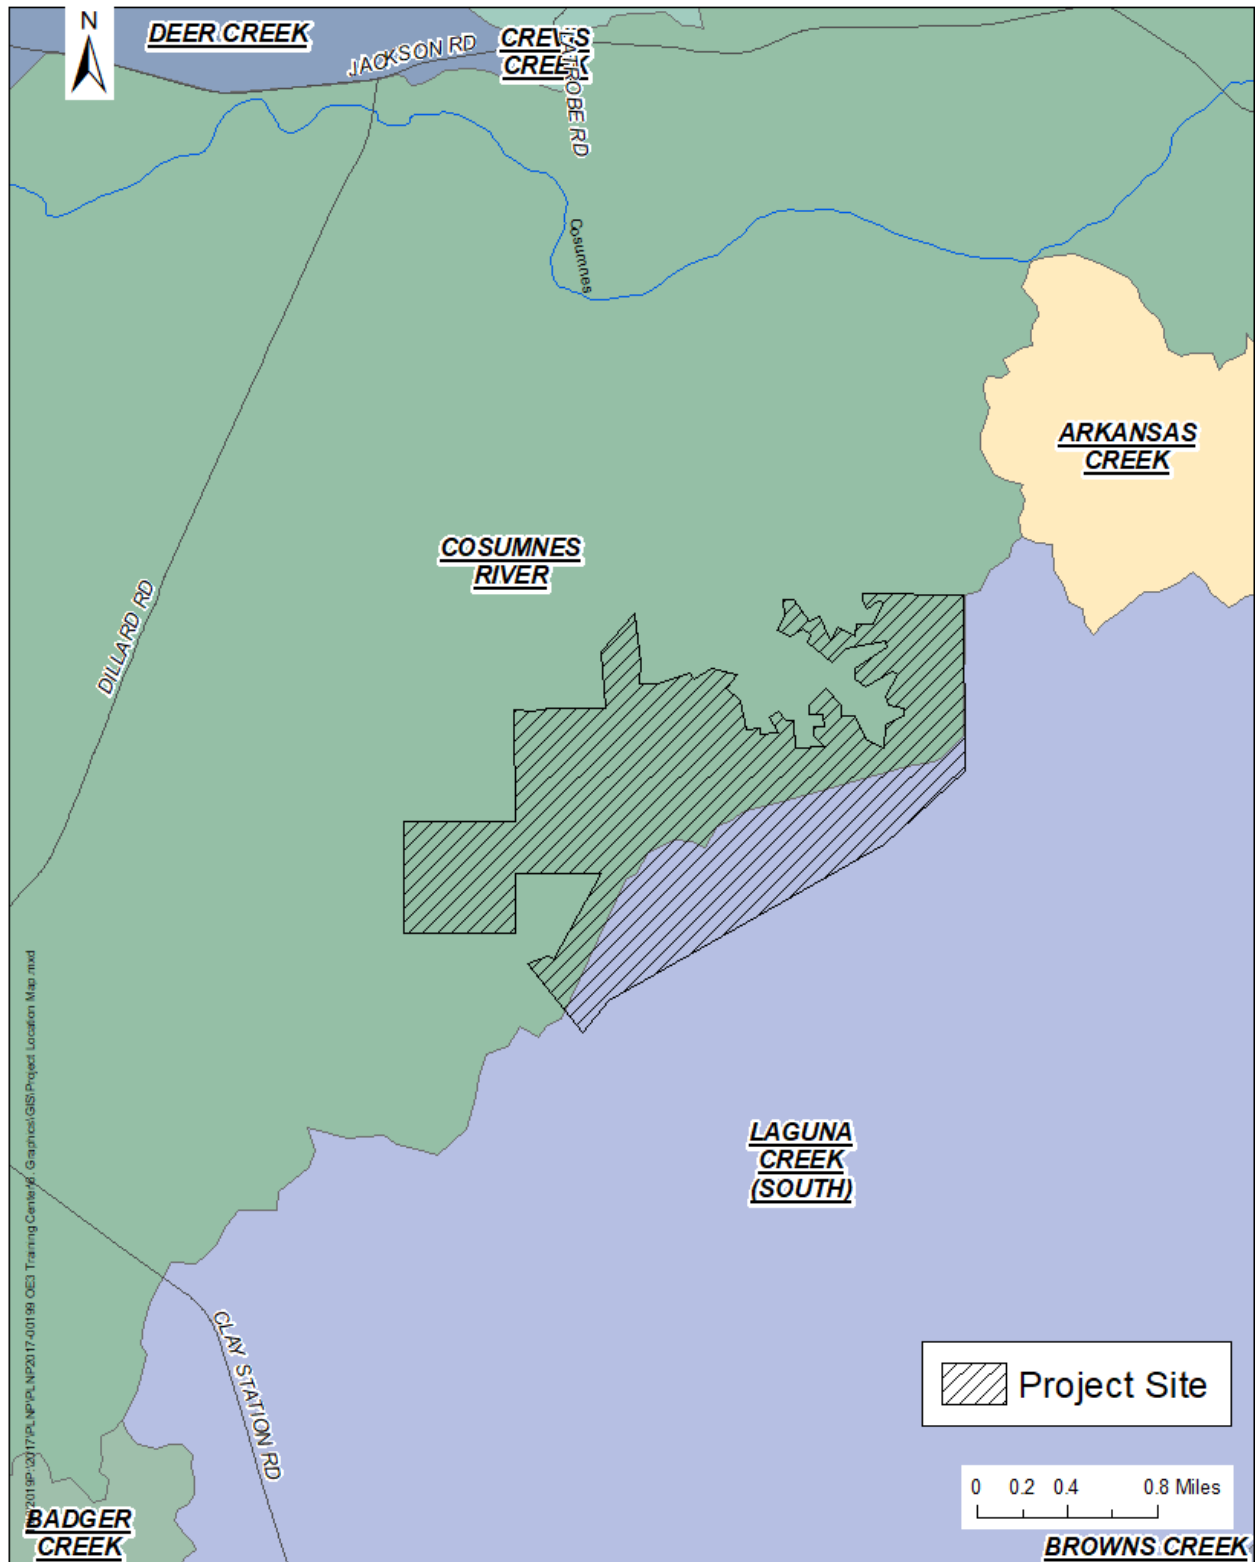 N
DEER CREEK
JACKSON RD
CREVIS
CREEK
LATROBE RD
Cosumnes
ARKANSAS
CREEK
COSUMNES
RIVER
DILLARD RD
LAGUNA
CREEK
(SOUTH)
CLAY STATION RD
Project Site
0 0.2 0.4 0.8 Miles
BADGER
CREEK
BROWNS CREEK